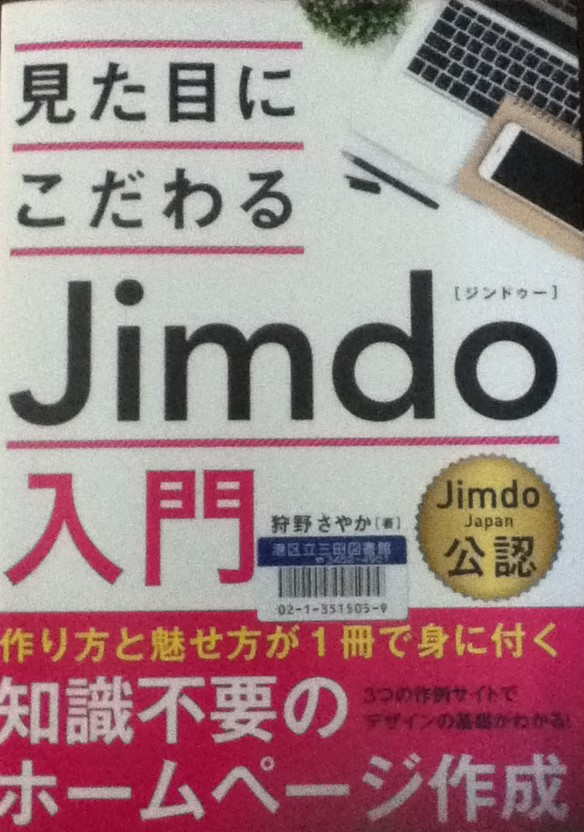 見た目に
こだわる
[ジンドゥー]
Jimdo
入門
狩野さやか[著]
港区立三田図書館
02-1-351505-9
Jimdo
Japan
公認
作り方と魅せ方が1冊で身に付く
知識不要の
ホームページ作成
3つの作例サイトで
デザインの基礎がわかる!